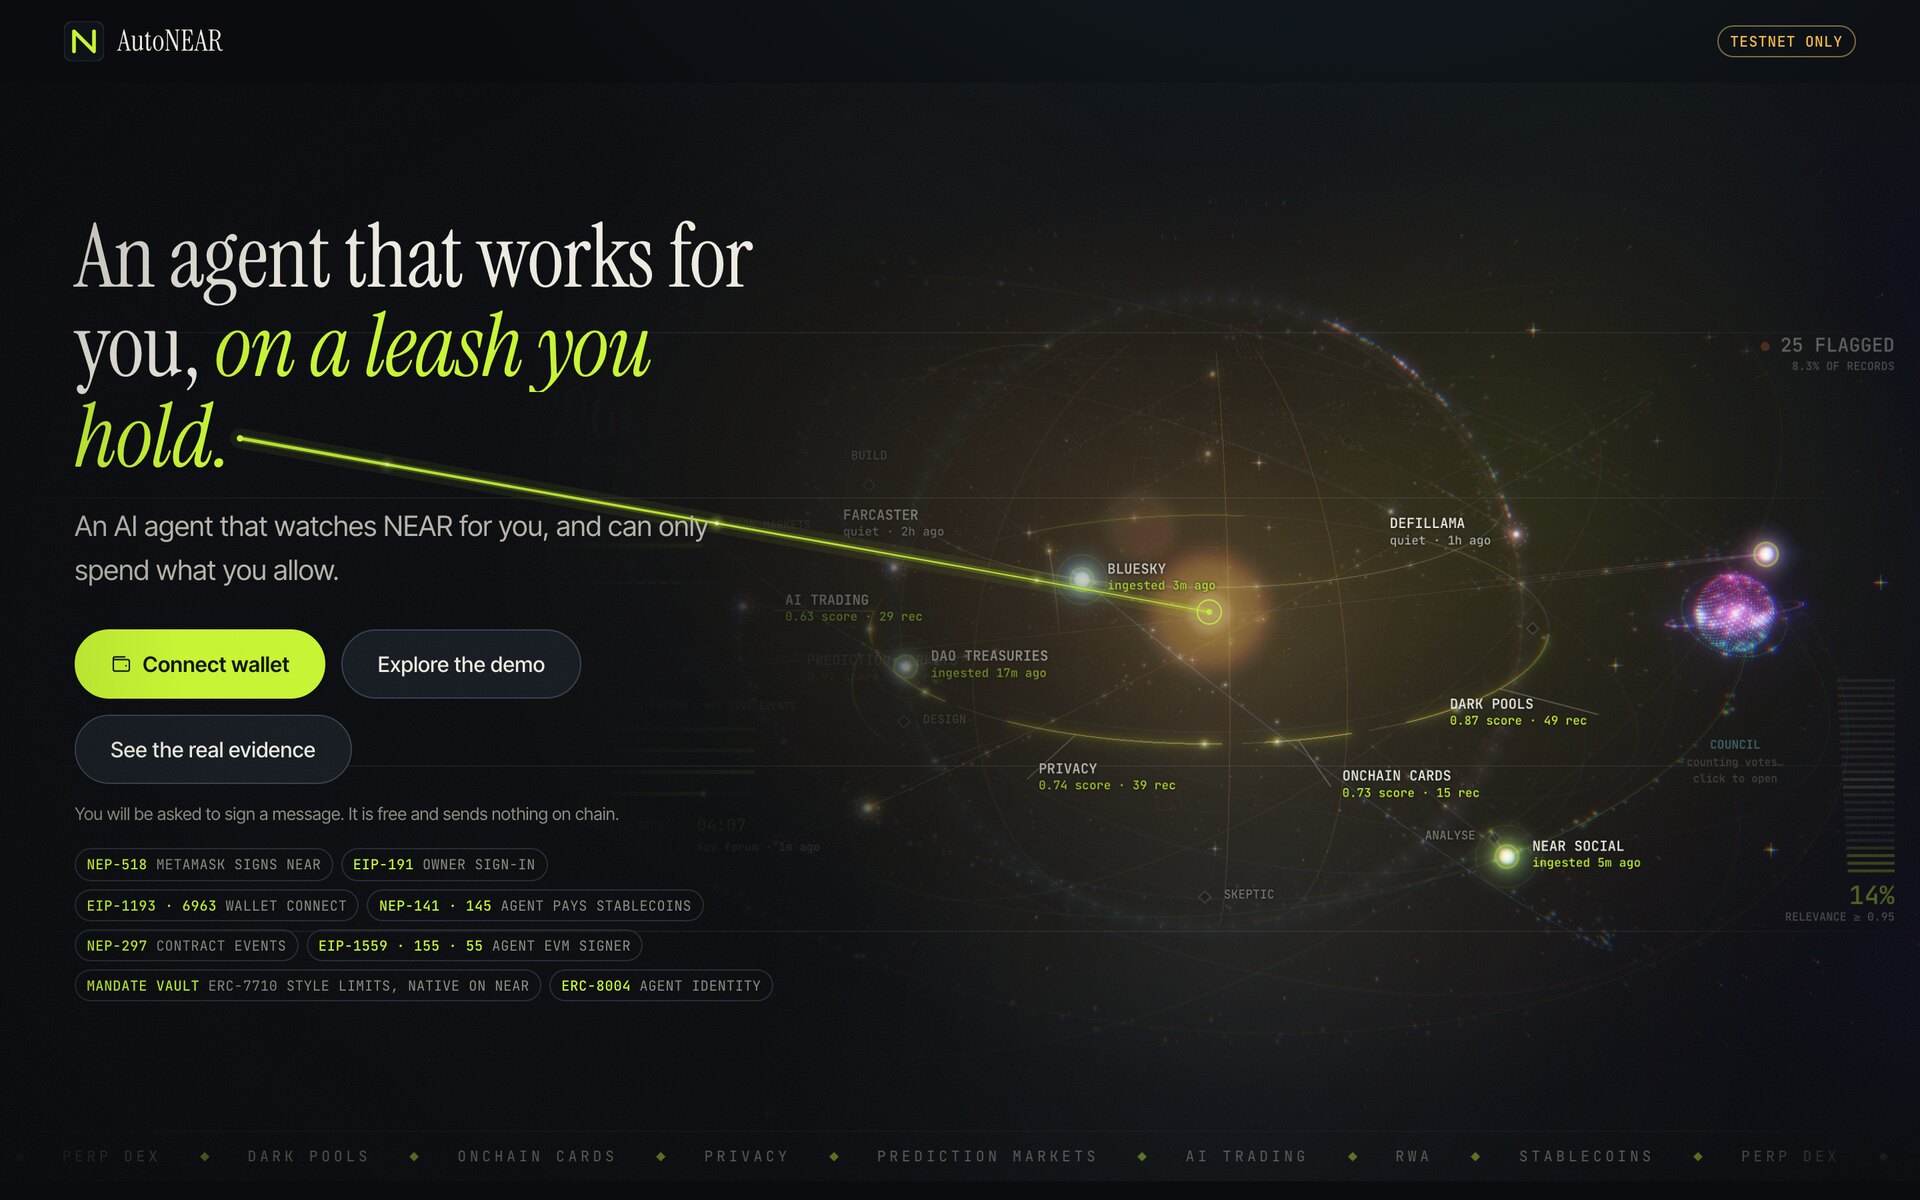 AutoNEAR
TESTNET ONLY
An agent that works for
you, on a leash you
hold.
An AI agent that watches NEAR for you, and can only
spend what you allow.
Connect wallet
Explore the demo
See the real evidence
You will be asked to sign a message. It is free and sends nothing on chain.
NEP-518 METAMASK SIGNS NEAR
EIP-191 OWNER SIGN-IN
EIP-1193 · 6963 WALLET CONNECT
NEP-141 · 145 AGENT PAYS STABLECOINS
NEP-297 CONTRACT EVENTS
EIP-1559 · 155 · 55 AGENT EVM SIGNER
MANDATE VAULT ERC-7710 STYLE LIMITS, NATIVE ON NEAR
ERC-8004 AGENT IDENTITY
25 FLAGGED
8.3% OF RECORDS
BUILD
FARCASTER
quiet · 2h ago
DEFILLAMA
quiet · 1h ago
BLUESKY
ingested 3m ago
AI TRADING
0.63 score · 29 rec
DAO TREASURIES
ingested 17m ago
DESIGN
DARK POOLS
0.87 score · 49 rec
COUNCIL
counting votes…
click to open
PRIVACY
0.74 score · 39 rec
ONCHAIN CARDS
0.73 score · 15 rec
04:07
Gov forum · 1m ago
ANALYSE
NEAR SOCIAL
ingested 5m ago
SKEPTIC
14%
RELEVANCE ≥ 0.95
PERP DEX ◆ DARK POOLS ◆ ONCHAIN CARDS ◆ PRIVACY ◆ PREDICTION MARKETS ◆ AI TRADING ◆ RWA ◆ STABLECOINS ◆ PERP DEX